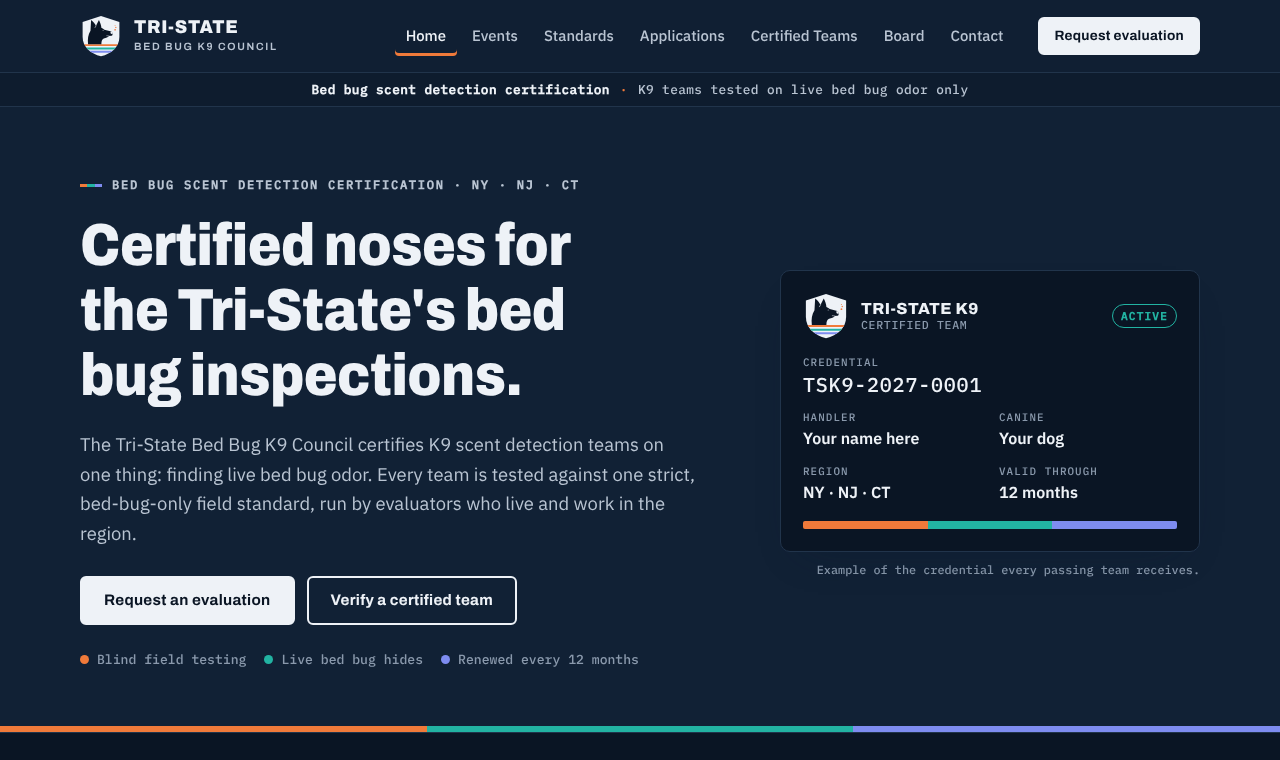 TRI-STATE
BED BUG K9 COUNCIL
Home Events Standards Applications Certified Teams Board Contact
Request evaluation
Bed bug scent detection certification · K9 teams tested on live bed bug odor only
BED BUG SCENT DETECTION CERTIFICATION · NY · NJ · CT
Certified noses for
the Tri-State's bed
bug inspections.
The Tri-State Bed Bug K9 Council certifies K9 scent detection teams on
one thing: finding live bed bug odor. Every team is tested against one strict,
bed-bug-only field standard, run by evaluators who live and work in the
region.
Request an evaluation
Verify a certified team
Blind field testing
Live bed bug hides
Renewed every 12 months
TRI-STATE K9
CERTIFIED TEAM
ACTIVE
CREDENTIAL
TSK9-2027-0001
HANDLER
Your name here
CANINE
Your dog
REGION
NY · NJ · CT
VALID THROUGH
12 months
Example of the credential every passing team receives.